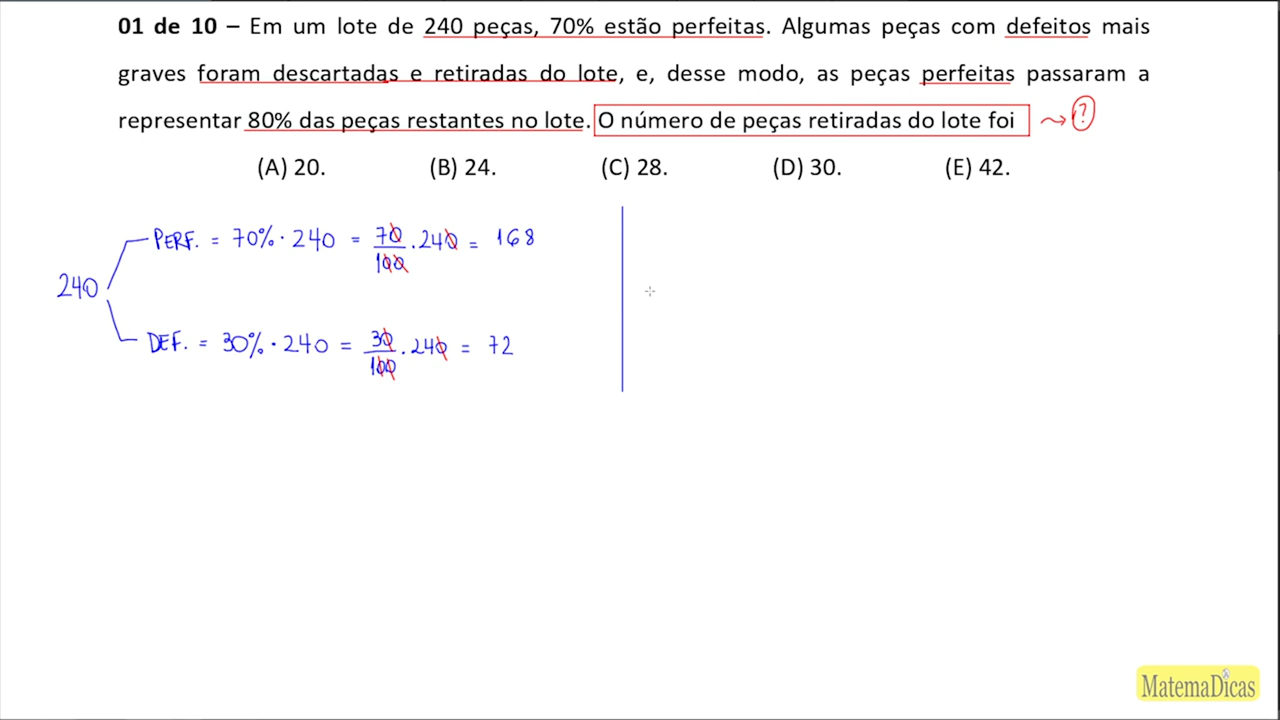 01 de 10 – Em um lote de 240 peças, 70% estão perfeitas. Algumas peças com defeitos mais
graves foram descartadas e retiradas do lote, e, desse modo, as peças perfeitas passaram a
representar 80% das peças restantes no lote. O número de peças retiradas do lote foi → ?
(A) 20. (B) 24. (C) 28. (D) 30. (E) 42.
PERF. = 70% · 240 = 70/100 . 240 = 168
240
DEF. = 30% · 240 = 30/100 . 240 = 72
MatemaDicas